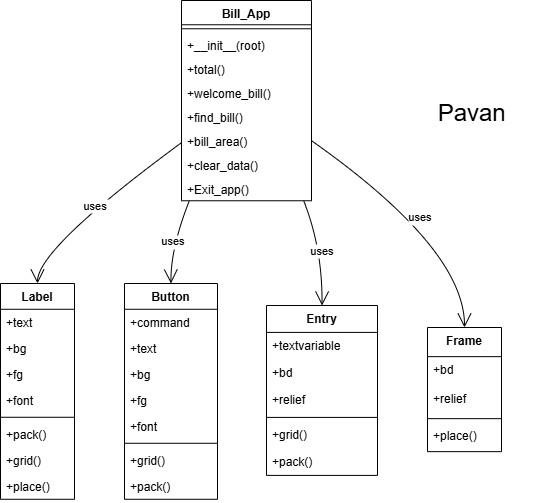 Bill_App
+__init__(root)
+total()
+welcome_bill()
+find_bill()
+bill_area()
+clear_data()
+Exit_app()
Pavan
uses
uses
uses
uses
Label
+text
+bg
+fg
+font
+pack()
+grid()
+place()
Button
+command
+text
+bg
+fg
+font
+grid()
+pack()
Entry
+textvariable
+bd
+relief
+grid()
+pack()
Frame
+bd
+relief
+place()